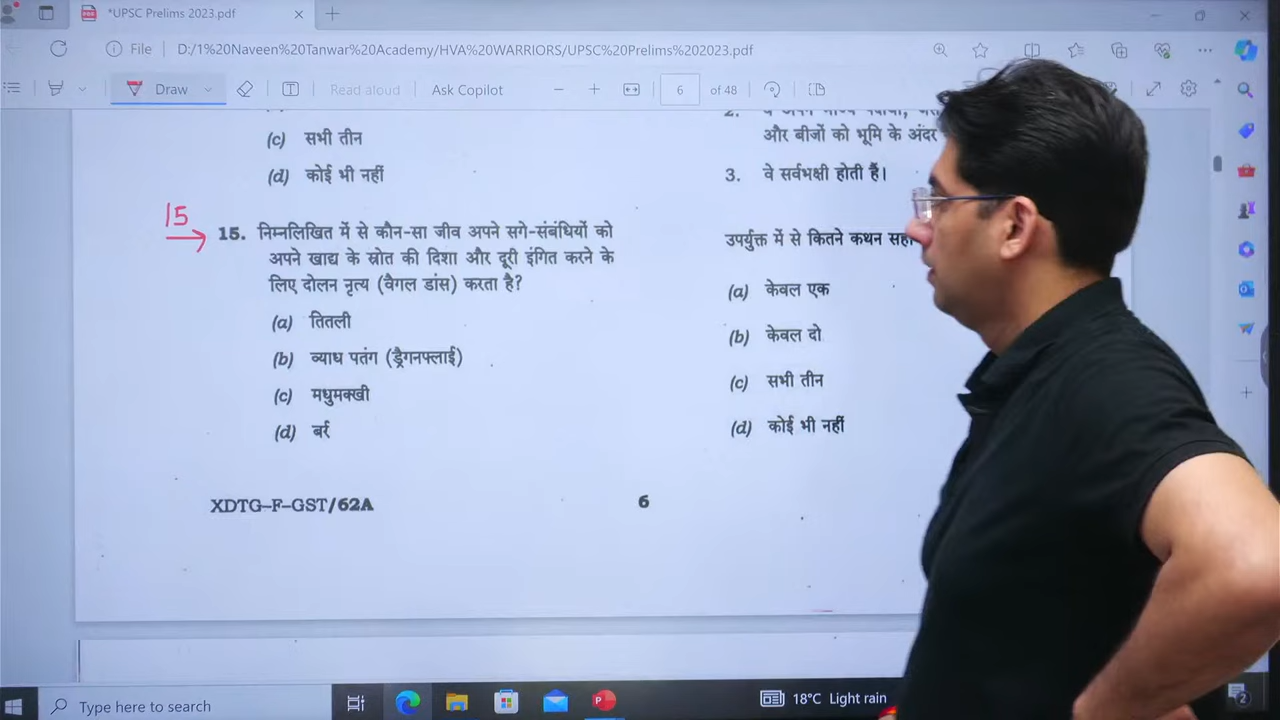 *UPSC Prelims 2023.pdf
File D:/1%20Naveen%20Tanwar%20Academy/HVA%20WARRIORS/UPSC%20Prelims%202023.pdf
Draw Read aloud Ask Copilot 6 of 48
(c) सभी तीन
(d) कोई भी नहीं
15
15. निम्नलिखित में से कौन-सा जीव अपने सगे-संबंधियों को
अपने खाद्य के स्रोत की दिशा और दूरी इंगित करने के
लिए दोलन नृत्य (वैगल डांस) करता है?
(a) तितली
(b) व्याध पतंग (ड्रैगनफ्लाई)
(c) मधुमक्खी
(d) बर्र
और बीजों को भूमि के अंदर
3. वे सर्वभक्षी होती हैं।
उपर्युक्त में से कितने कथन
(a) केवल एक
(b) केवल दो
(c) सभी तीन
(d) कोई भी नहीं
XDTG–F–GST/62A
6
Type here to search
18°C Light rain
2